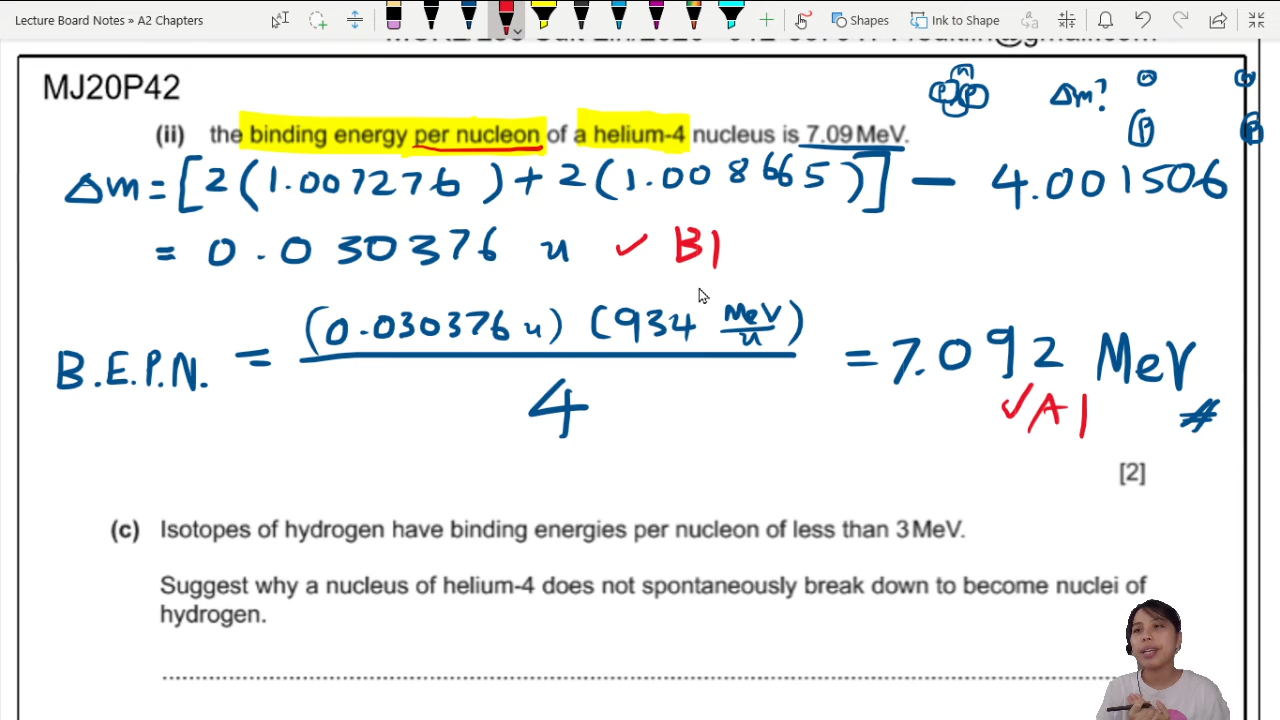 Lecture Board Notes » A2 Chapters
Shapes
Ink to Shape
MJ20P42
n
P P
Δm?
n
n
P
P
(ii) the binding energy per nucleon of a helium-4 nucleus is 7.09 MeV.
Δm = [2(1.007276) + 2(1.008665)] − 4.001506
= 0.030376 u ✓ B1
B.E.P.N. = (0.030376 u) (934 MeV/u) / 4 = 7.092 MeV
✓A1
[2]
(c) Isotopes of hydrogen have binding energies per nucleon of less than 3 MeV.
Suggest why a nucleus of helium-4 does not spontaneously break down to become nuclei of
hydrogen.